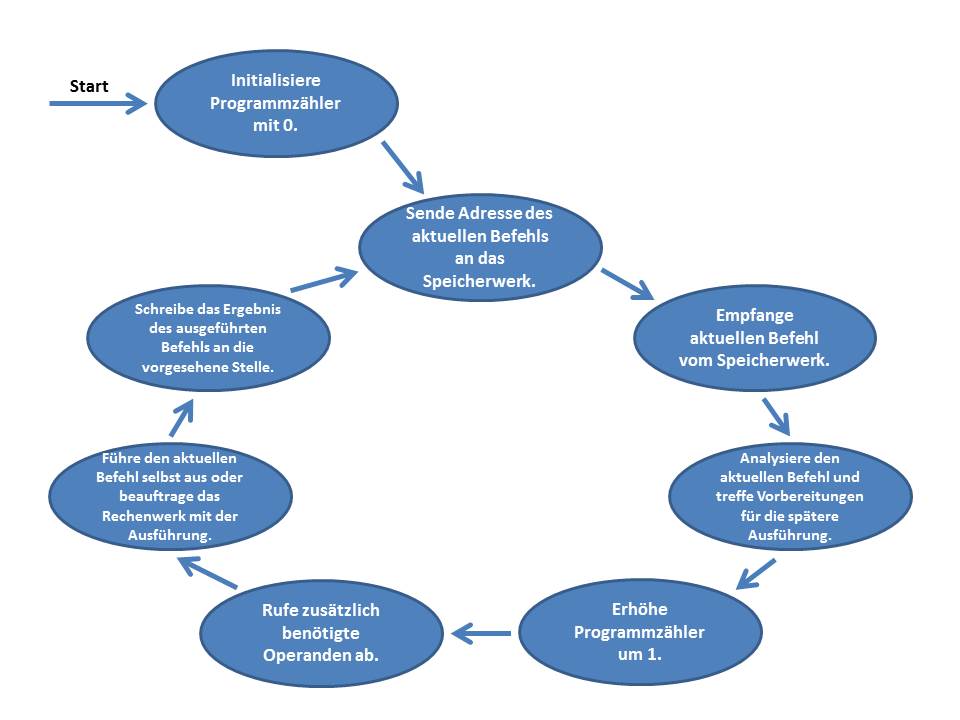 Start
Initialisiere
Programmzähler
mit 0.
Sende Adresse des
aktuellen Befehls
an das
Speicherwerk.
Empfange
aktuellen Befehl
vom Speicherwerk.
Analysiere den
aktuellen Befehl und
treffe Vorbereitungen
für die spätere
Ausführung.
Erhöhe
Programmzähler
um 1.
Rufe zusätzlich
benötigte
Operanden ab.
Führe den aktuellen
Befehl selbst aus oder
beauftrage das
Rechenwerk mit der
Ausführung.
Schreibe das Ergebnis
des ausgeführten
Befehls an die
vorgesehene Stelle.